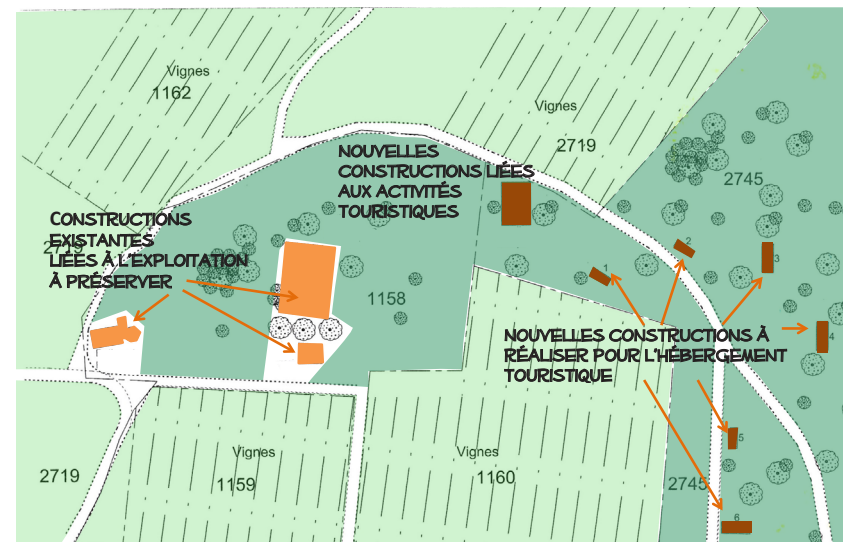 Vignes
1162
Vignes
2719
2745
NOUVELLES
CONSTRUCTIONS LIÉES
AUX ACTIVITÉS
TOURISTIQUES
CONSTRUCTIONS
EXISTANTES
LIÉES À L'EXPLOITATION
À PRÉSERVER
2719
1158
1
2
3
4
NOUVELLES CONSTRUCTIONS À
RÉALISER POUR L'HÉBERGEMENT
TOURISTIQUE
5
6
Vignes
1159
Vignes
1160
2719
2745